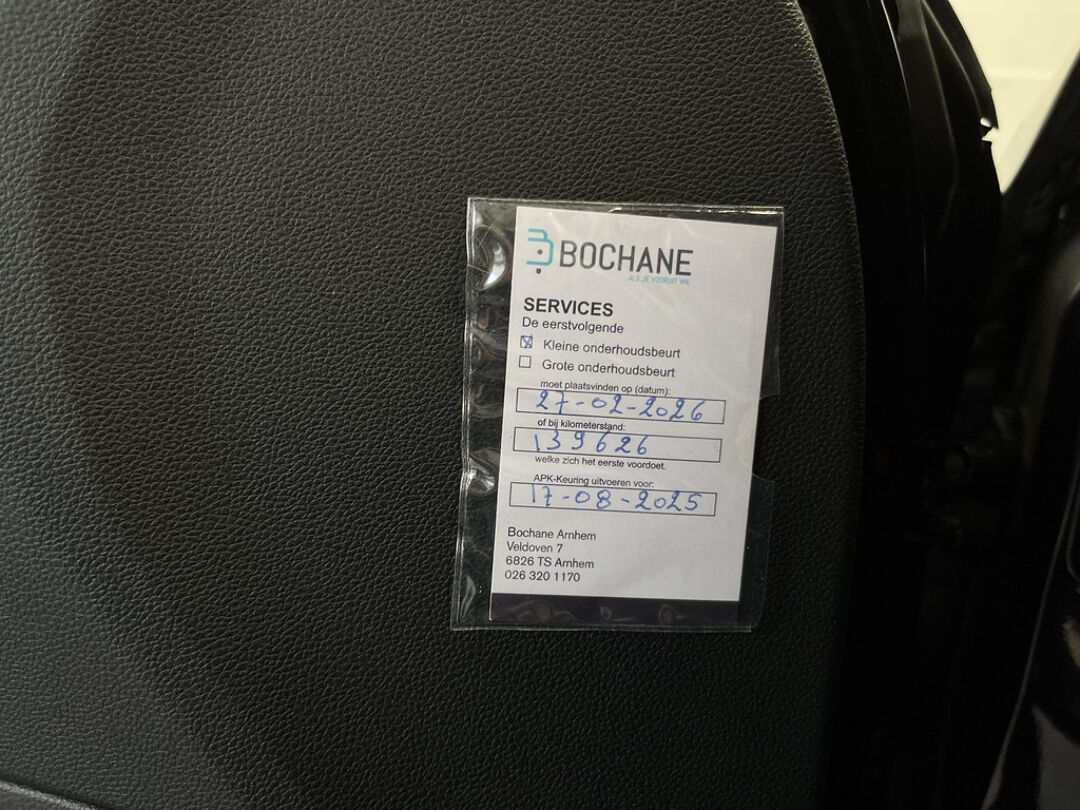 BOCHANE
ALS JE VOORUIT WIL
SERVICES
De eerstvolgende
Kleine onderhoudsbeurt
Grote onderhoudsbeurt
moet plaatsvinden op (datum):
27-02-2026
of bij kilometerstand:
139626
welke zich het eerste voordoet.
APK-Keuring uitvoeren voor:
17-08-2025
Bochane Arnhem
Veldoven 7
6826 TS Arnhem
026 320 1170